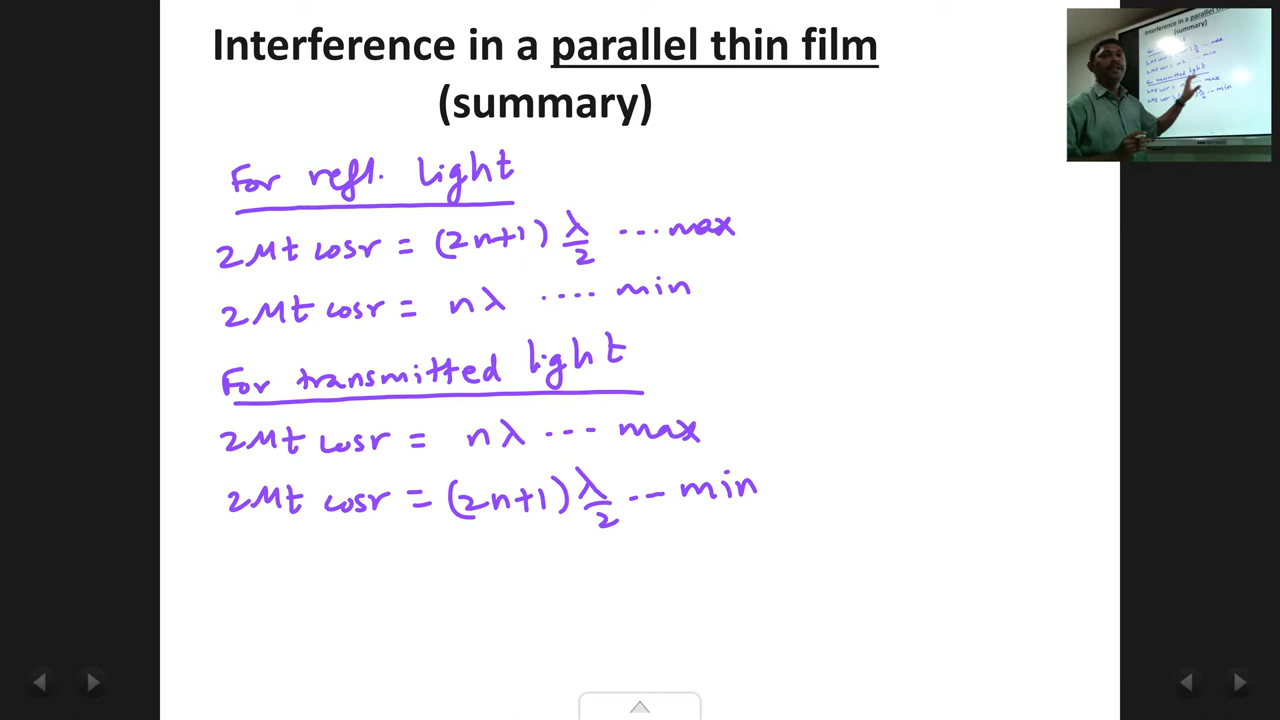 Interference in a parallel thin film
(summary)
For refl. light
2μt cosr = (2n+1) λ/2 ... max
2μt cosr = nλ .... min
For transmitted light
2μt cosr = nλ --- max
2μt cosr = (2n+1) λ/2 --- min